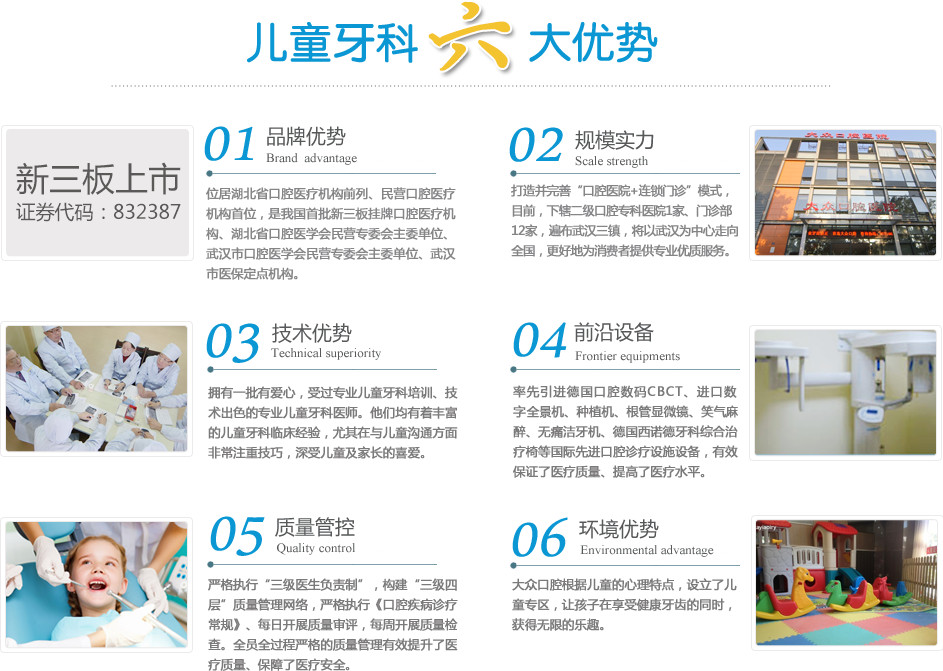 儿童牙科六大优势
新三板上市
证券代码：832387
01 品牌优势
Brand advantage
位居湖北省口腔医疗机构前列、民营口腔医疗
机构首位，是我国首批新三板挂牌口腔医疗机
构、湖北省口腔医学会民营专委会主委单位、
武汉市口腔医学会民营专委会主委单位、武汉
市医保定点机构。
02 规模实力
Scale strength
打造并完善“口腔医院+连锁门诊”模式，
目前，下辖二级口腔专科医院1家、门诊部
12家，遍布武汉三镇，将以武汉为中心走向
全国，更好地为消费者提供专业优质服务。
大众口腔医院
大众口腔医院
03 技术优势
Technical superiority
拥有一批有爱心，受过专业儿童牙科培训、技
术出色的专业儿童牙科医师。他们均有着丰富
的儿童牙科临床经验，尤其在与儿童沟通方面
非常注重技巧，深受儿童及家长的喜爱。
04 前沿设备
Frontier equipments
率先引进德国口腔数码CBCT、进口数
字全景机、种植机、根管显微镜、笑气麻
醉、无痛洁牙机、德国西诺德牙科综合治
疗椅等国际先进口腔诊疗设施设备，有效
保证了医疗质量、提高了医疗水平。
05 质量管控
Quality control
严格执行“三级医生负责制”，构建“三级四
层”质量管理网络，严格执行《口腔疾病诊疗
常规》、每日开展质量审评，每周开展质量检
查。全员全过程严格的质量管理有效提升了医
疗质量、保障了医疗安全。
06 环境优势
Environmental advantage
大众口腔根据儿童的心理特点，设立了儿
童专区，让孩子在享受健康牙齿的同时，
获得无限的乐趣。